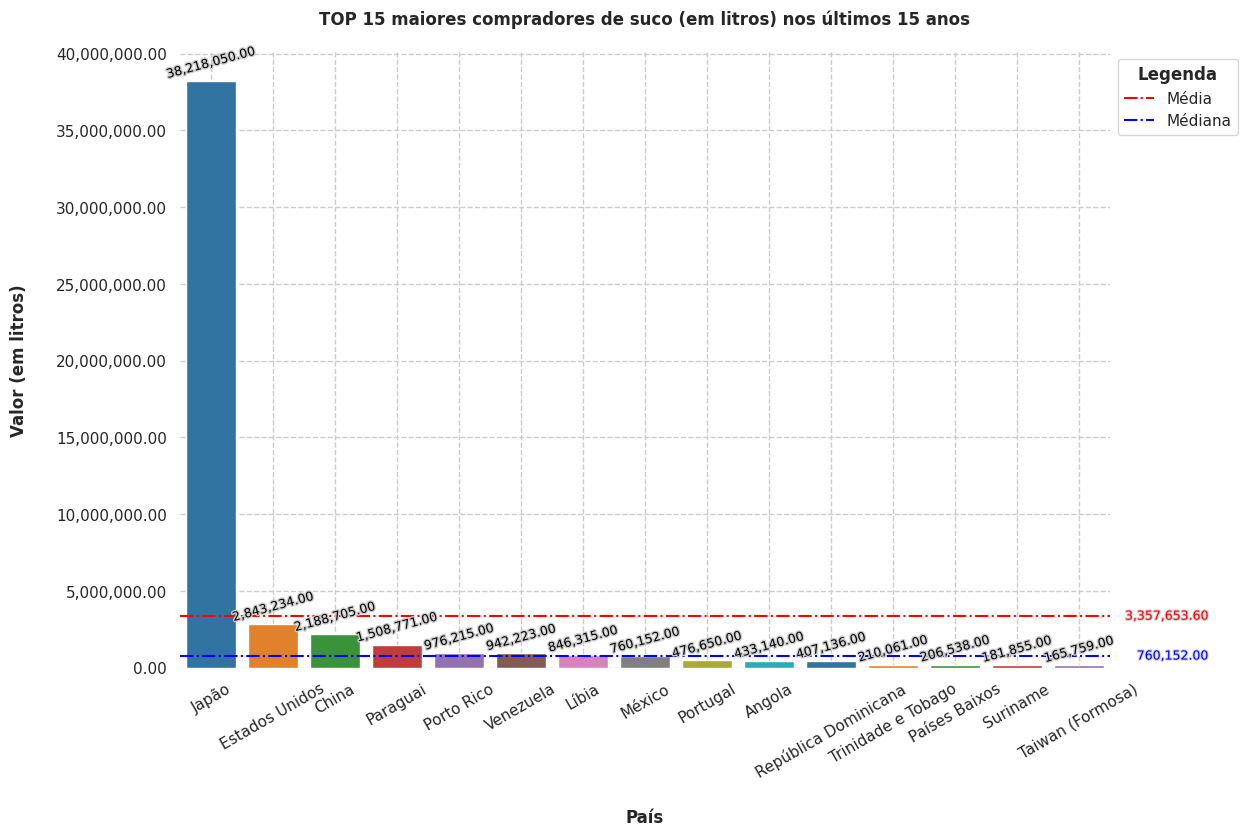 TOP 15 maiores compradores de suco (em litros) nos últimos 15 anos
Valor (em litros)
40,000,000.00
35,000,000.00
30,000,000.00
25,000,000.00
20,000,000.00
15,000,000.00
10,000,000.00
5,000,000.00
0.00
38,218,050.00
2,843,234.00
2,188,705.00
1,508,771.00
976,215.00
942,223.00
846,315.00
760,152.00
476,650.00
433,140.00
407,136.00
210,061.00
206,538.00
181,855.00
165,759.00
Legenda
Média
Médiana
3,357,653.60
760,152.00
Japão
Estados Unidos
China
Paraguai
Porto Rico
Venezuela
Líbia
México
Portugal
Angola
República Dominicana
Trinidade e Tobago
Países Baixos
Suriname
Taiwan (Formosa)
País